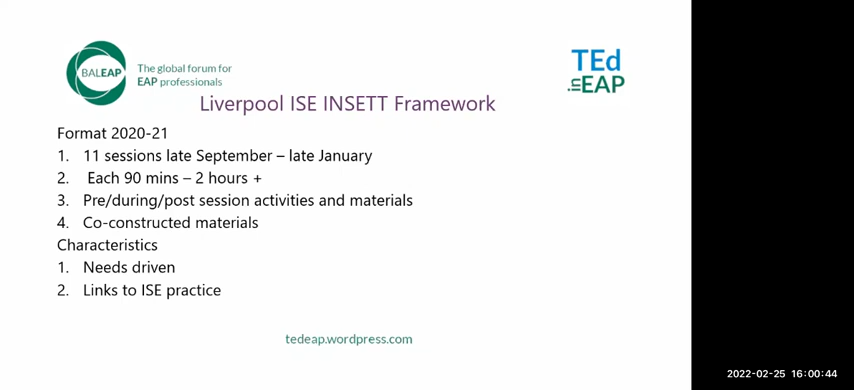 BALEAP
The global forum for
EAP professionals
TEd
.in EAP
Liverpool ISE INSETT Framework
Format 2020-21
1. 11 sessions late September – late January
2. Each 90 mins – 2 hours +
3. Pre/during/post session activities and materials
4. Co-constructed materials
Characteristics
1. Needs driven
2. Links to ISE practice
tedeap.wordpress.com
2022-02-25 16:00:44